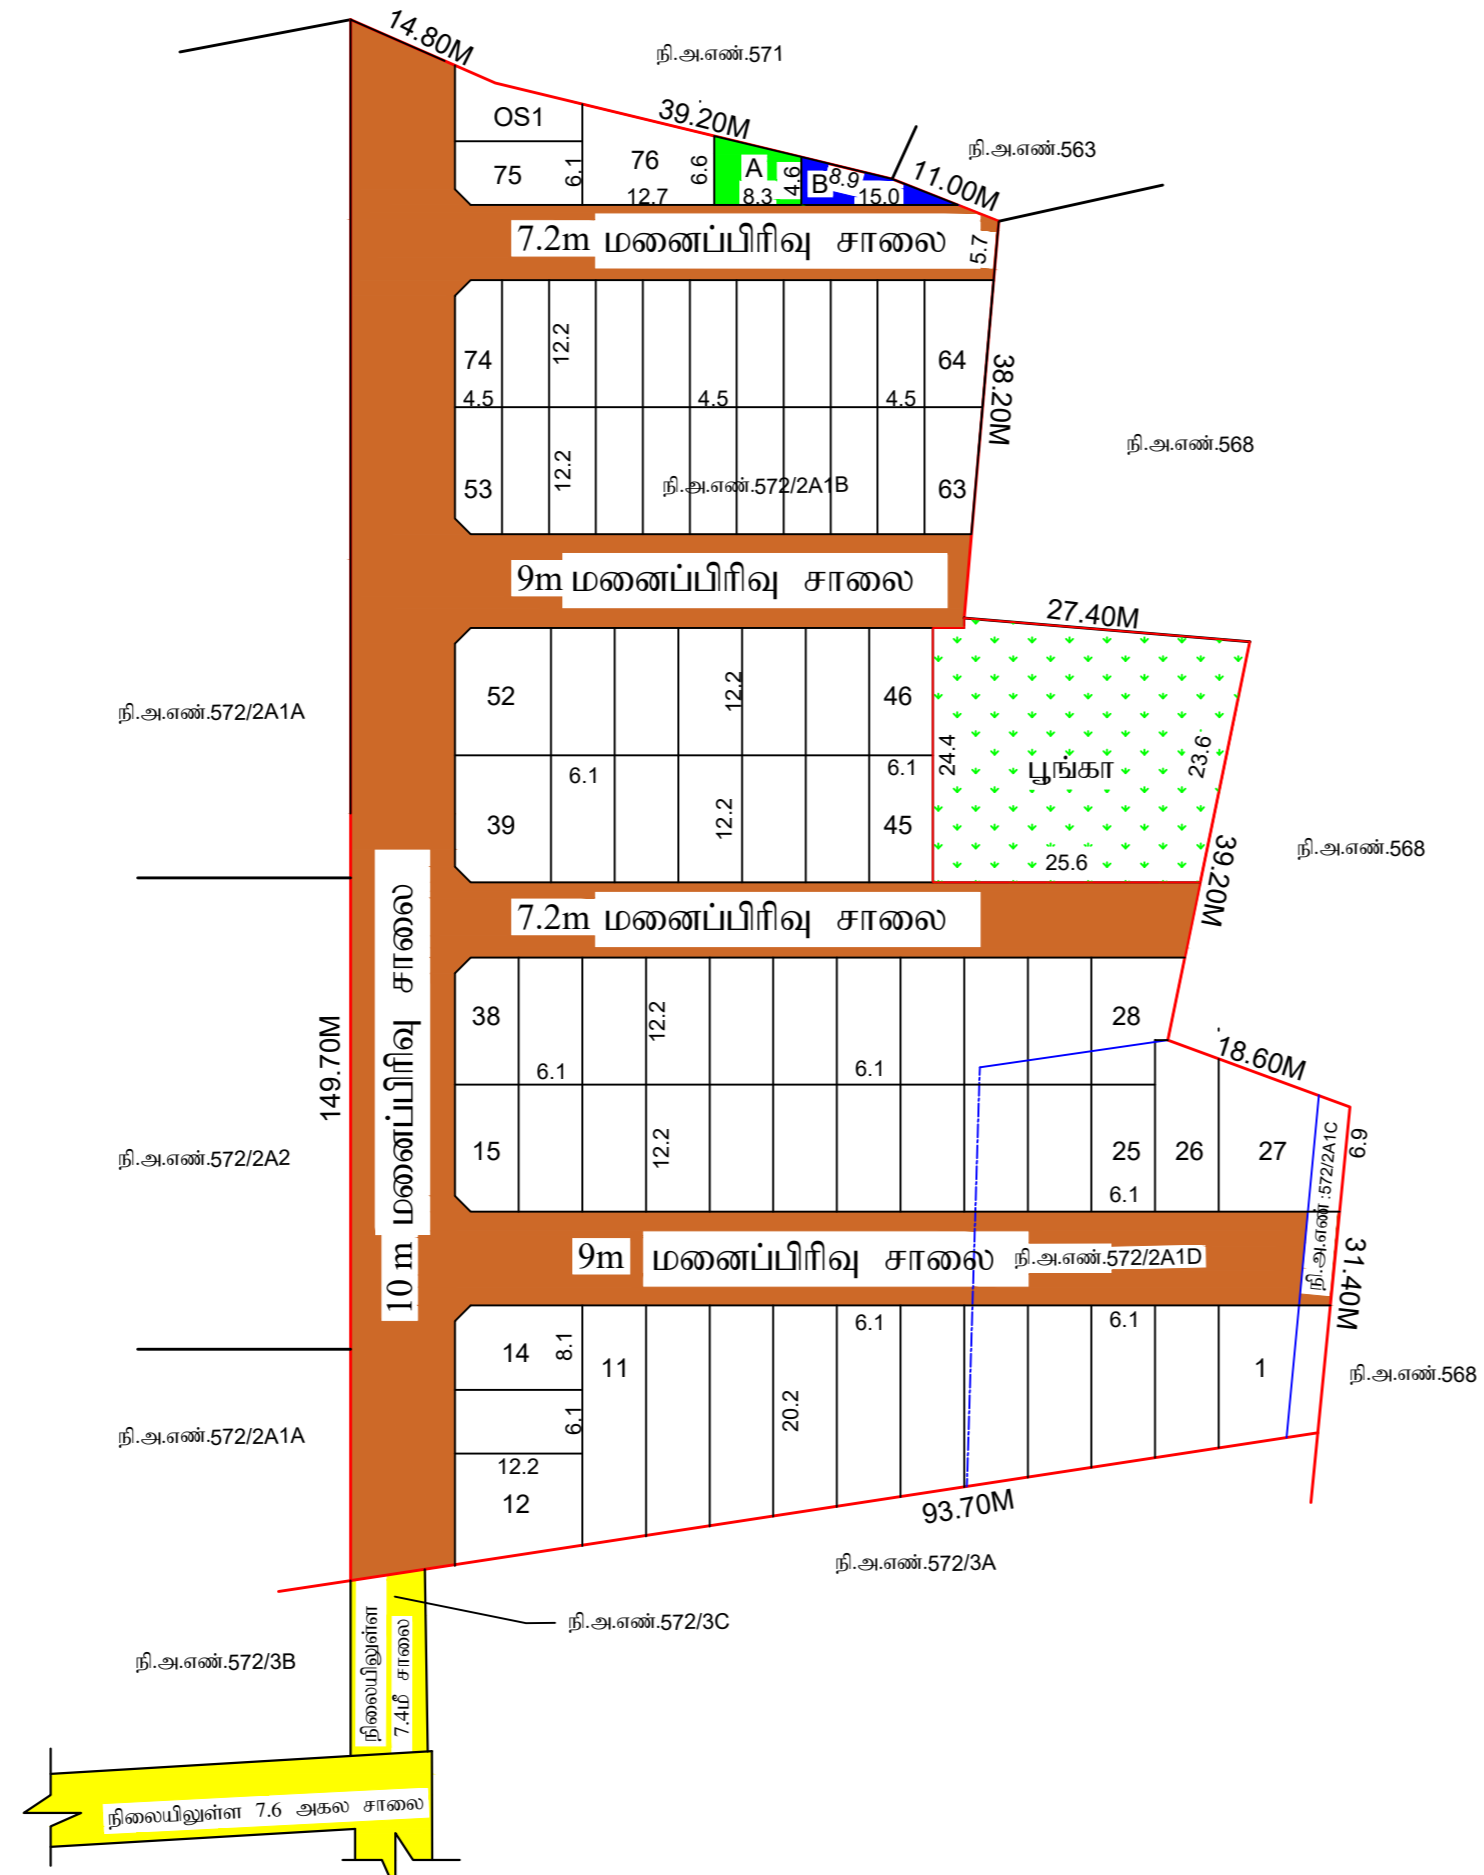 14.80M
நி.அ.எண்.571
39.20M
OS1
நி.அ.எண்.563
75
6.1
76
12.7
6.6
A
8.3
4.6
B
8.9
15.0
11.00M
7.2m மனைப்பிரிவு சாலை
5.7
74
4.5
12.2
4.5
4.5
64
38.20M
நி.அ.எண்.568
53
12.2
நி.அ.எண்.572/2A1B
63
9m மனைப்பிரிவு சாலை
27.40M
நி.அ.எண்.572/2A1A
52
12.2
46
6.1
6.1
24.4
பூங்கா
23.6
39
12.2
45
25.6
39.20M
நி.அ.எண்.568
7.2m மனைப்பிரிவு சாலை
10 m மனைப்பிரிவு சாலை
149.70M
38
12.2
28
6.1
6.1
18.60M
நி.அ.எண்.572/2A2
15
12.2
25
26
27
6.1
6.9
நி.அ.எண்:572/2A1C
9m மனைப்பிரிவு சாலை
நி.அ.எண்.572/2A1D
31.40M
14
8.1
11
6.1
6.1
1
நி.அ.எண்.568
6.1
20.2
நி.அ.எண்.572/2A1A
12.2
12
93.70M
நி.அ.எண்.572/3A
நி.அ.எண்.572/3C
நி.அ.எண்.572/3B
நிலையிலுள்ள
7.4மீ சாலை
நிலையிலுள்ள 7.6 அகல சாலை